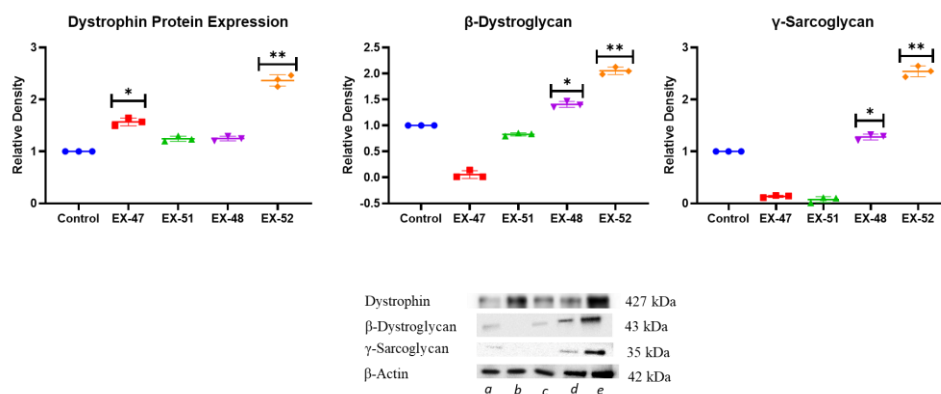 Dystrophin Protein Expression
Relative Density
3
2
1
0
*
**
Control EX-47 EX-51 EX-48 EX-52
β-Dystroglycan
Relative Density
2.5
2.0
1.5
1.0
0.5
0.0
-0.5
*
**
Control EX-47 EX-51 EX-48 EX-52
γ-Sarcoglycan
Relative Density
3
2
1
0
*
**
Control EX-47 EX-51 EX-48 EX-52
Dystrophin 427 kDa
β-Dystroglycan 43 kDa
γ-Sarcoglycan 35 kDa
β-Actin 42 kDa
a b c d e